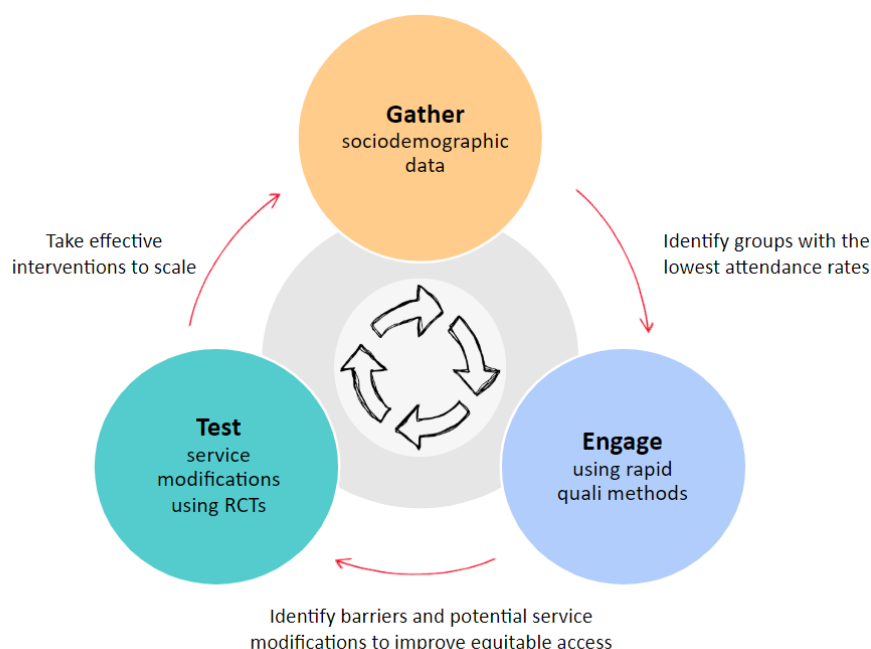 Gather
sociodemographic
data
Identify groups with the
lowest attendance rates
Engage
using rapid
quali methods
Identify barriers and potential service
modifications to improve equitable access
Test
service
modifications
using RCTs
Take effective
interventions to scale